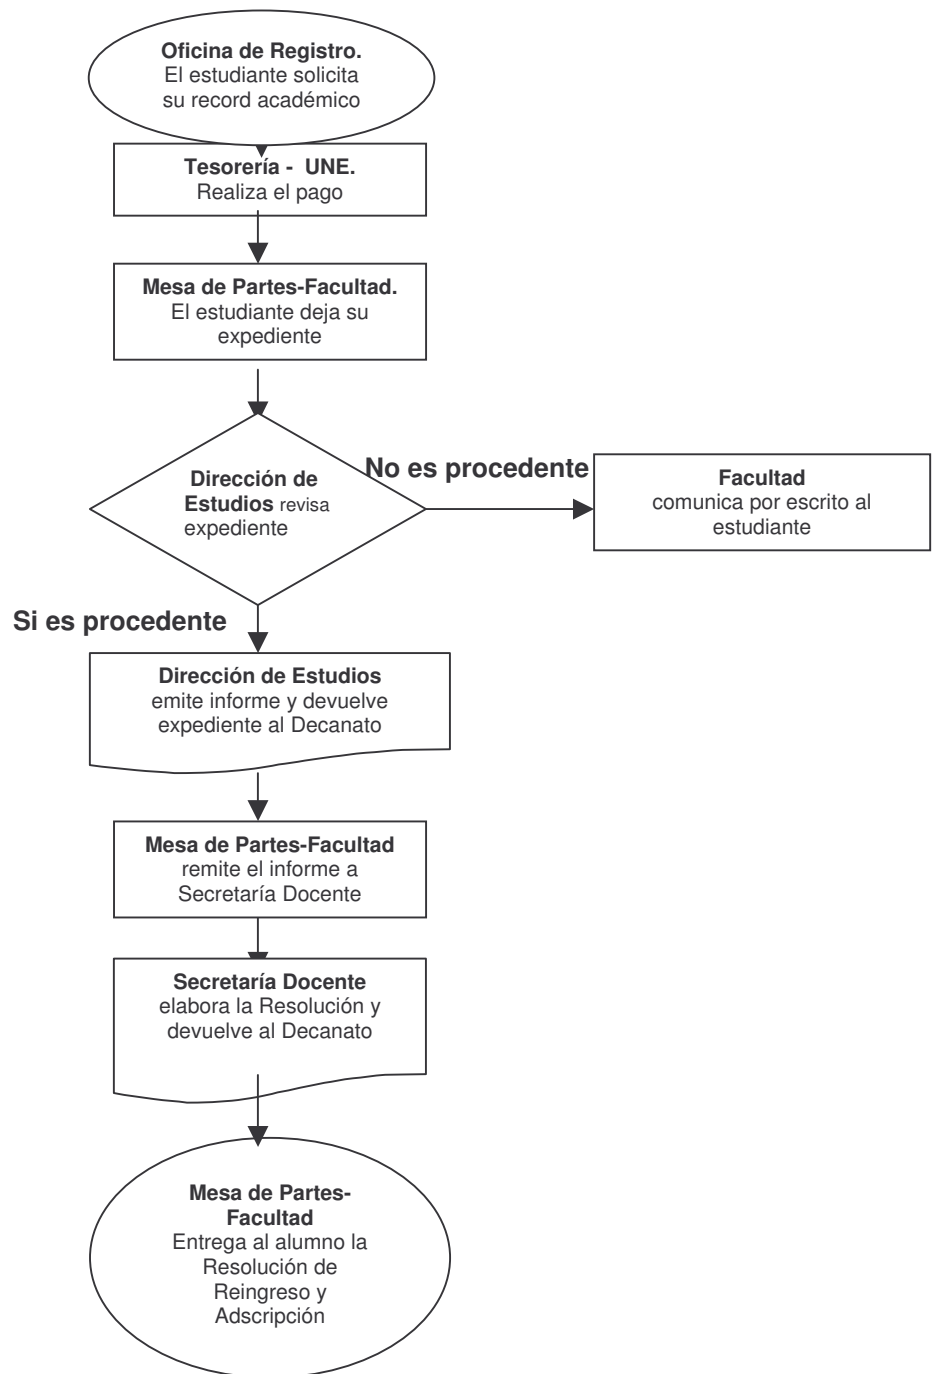 Oficina de Registro.
El estudiante solicita
su record académico
Tesorería - UNE.
Realiza el pago
Mesa de Partes-Facultad.
El estudiante deja su
expediente
Dirección de
Estudios revisa
expediente
No es procedente
Facultad
comunica por escrito al
estudiante
Si es procedente
Dirección de Estudios
emite informe y devuelve
expediente al Decanato
Mesa de Partes-Facultad
remite el informe a
Secretaría Docente
Secretaría Docente
elabora la Resolución y
devuelve al Decanato
Mesa de Partes-
Facultad
Entrega al alumno la
Resolución de
Reingreso y
Adscripción